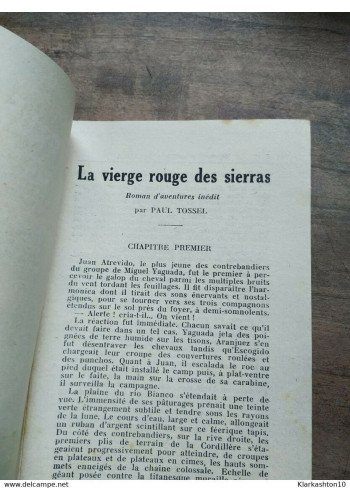 La vierge rouge des sierras
Roman d'aventures inédit
par PAUL TOSSEL
CHAPITRE PREMIER
Juan Atrevido, le plus jeune des contrebandiers
du groupe de Miguel Yaguada, fut le premier à per-
cevoir le galop du cheval parmi les multiples bruits
du vent tordant les feuillages. Il fit disparaître l'har-
monica dont il tirait des sons énervants et nostal-
giques, pour se tourner vers ses trois compagnons
étendus sur le sol près du foyer, à demi-somnolents.
— Alerte ! cria-t-il.. On vient !
La réaction fut immédiate. Chacun savait ce qu'il
devait faire dans un tel cas. Yaguada jeta des poi-
gnées de terre humide sur les tisons. Aranjuez s'en
fut désentraver les chevaux tandis qu'Escogido
chargeait leur croupe des couvertures roulées et
des punchos. Quant à Juan, il escalada le roc au
pied duquel était installé le camp puis, à plat-ventre
sur le faîte, la main sur la crosse de sa carabine,
il surveilla la campagne.
La plaine du rio Bianco s'étendait à perte de
vue. L'immensité de ses pâturages prenait une teinte
verte étrangement subtile et tendre sous les rayons
de la lune. Le cours d'eau, large et calme, allongeait
un ruban d'argent scintillant sur ce féerique tapis.
Du côté des contrebandiers, sur la rive droite, les
premiers plis de terrain de la Cordillère s'éta-
geaient progressivement pour atteindre, de croupes
en plateaux et de plateaux en cimes, les hauts som-
mets enneigés de la chaîne colossale. Echelle de
géant posée contre la titanesque muraille
© Klarkashton67 / delcampe.net